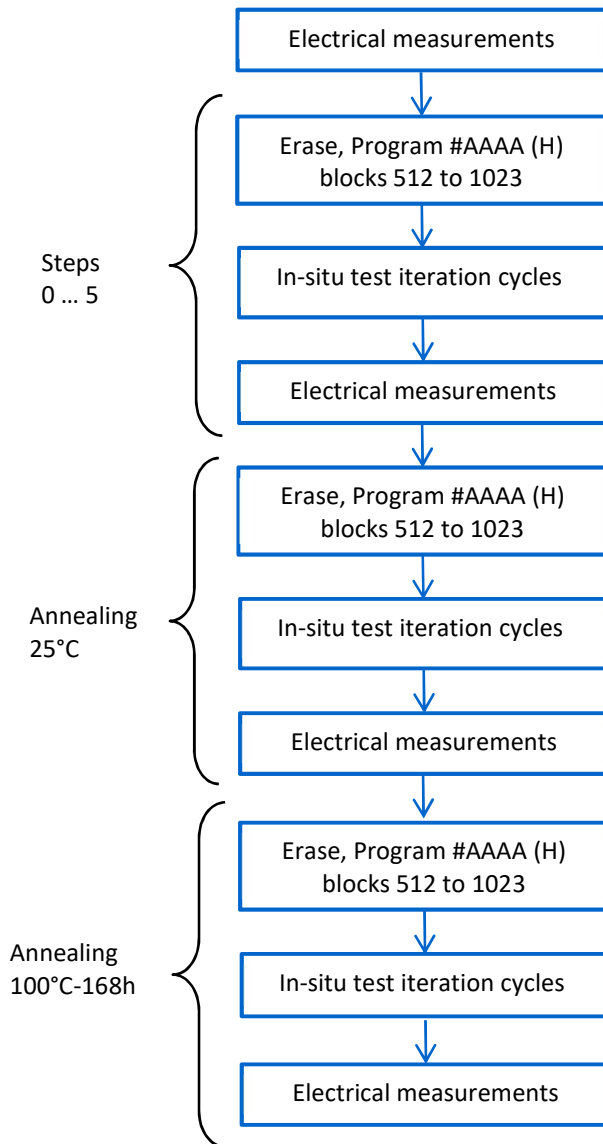 Electrical measurements
Erase, Program #AAAA (H)
blocks 512 to 1023
Steps
0 ... 5
In-situ test iteration cycles
Electrical measurements
Erase, Program #AAAA (H)
blocks 512 to 1023
Annealing
25°C
In-situ test iteration cycles
Electrical measurements
Erase, Program #AAAA (H)
blocks 512 to 1023
Annealing
100°C-168h
In-situ test iteration cycles
Electrical measurements